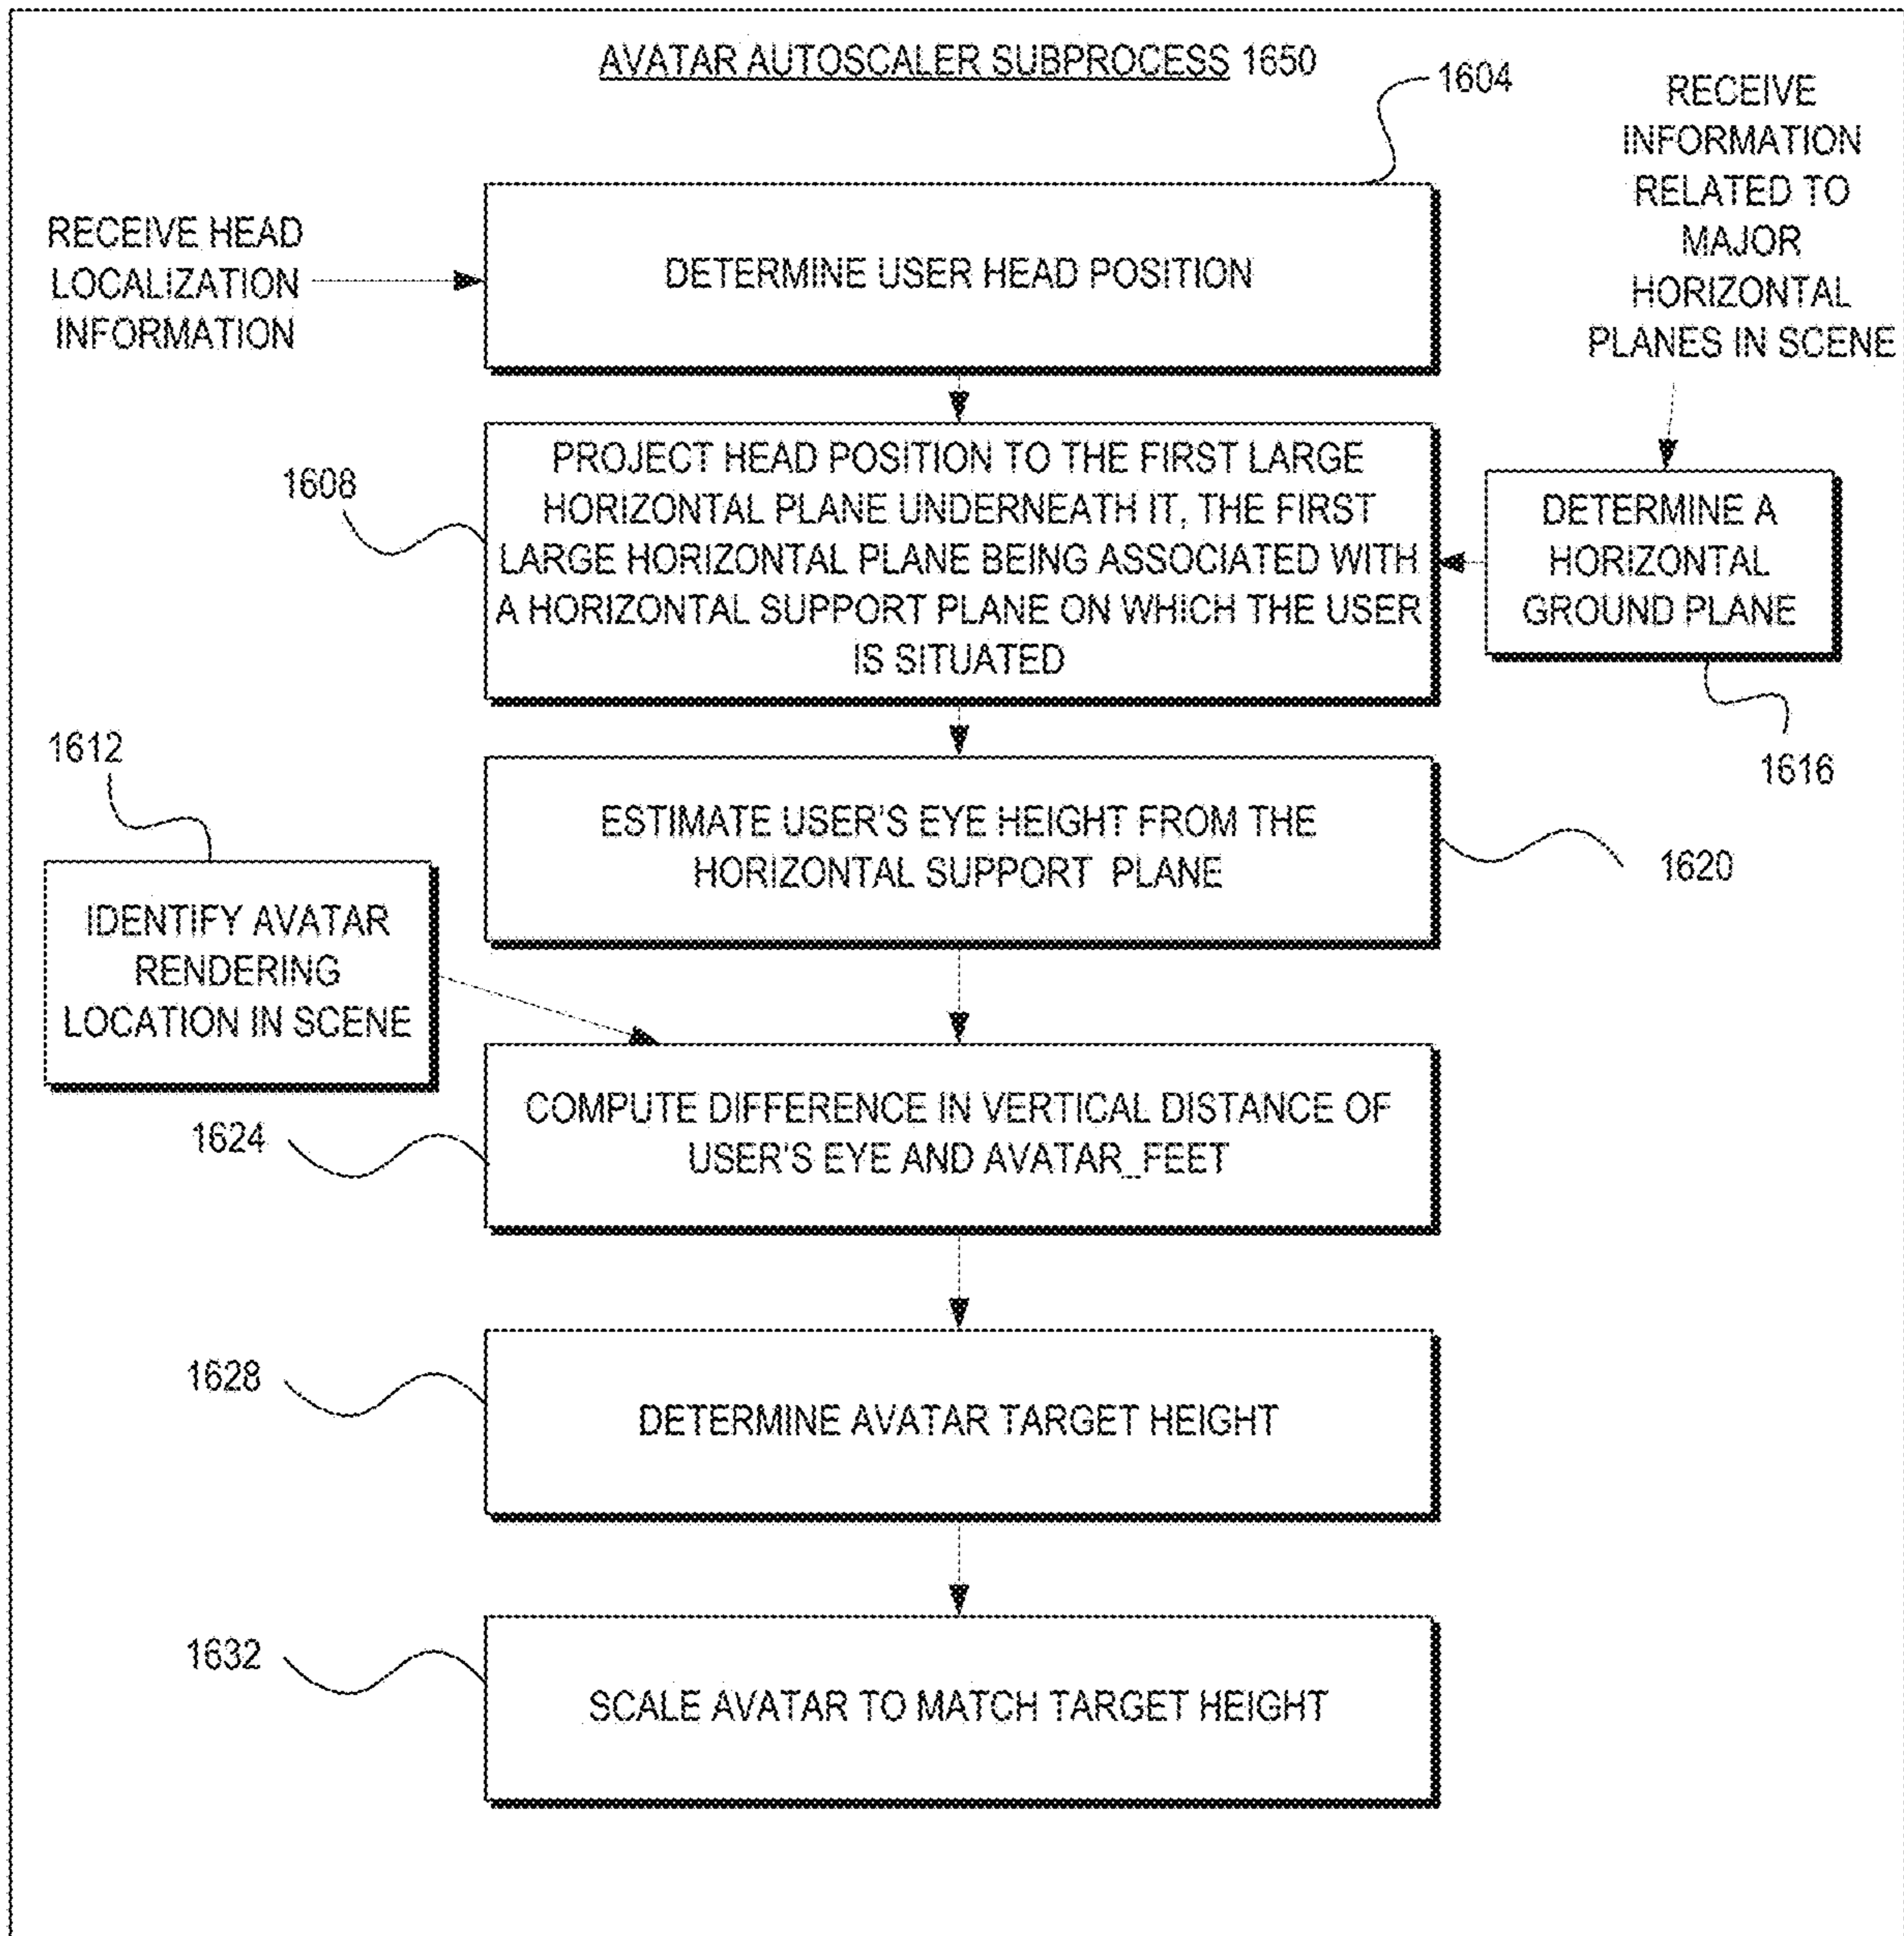 AVATAR AUTOSCALER SUBPROCESS 1650
1604
RECEIVE
INFORMATION
RELATED TO
MAJOR
HORIZONTAL
PLANES IN SCENE
RECEIVE HEAD
LOCALIZATION
INFORMATION
DETERMINE USER HEAD POSITION
1608
PROJECT HEAD POSITION TO THE FIRST LARGE
HORIZONTAL PLANE UNDERNEATH IT, THE FIRST
LARGE HORIZONTAL PLANE BEING ASSOCIATED WITH
A HORIZONTAL SUPPORT PLANE ON WHICH THE USER
IS SITUATED
DETERMINE A
HORIZONTAL
GROUND PLANE
1616
1612
ESTIMATE USER'S EYE HEIGHT FROM THE
HORIZONTAL SUPPORT PLANE
1620
IDENTIFY AVATAR
RENDERING
LOCATION IN SCENE
1624
COMPUTE DIFFERENCE IN VERTICAL DISTANCE OF
USER'S EYE AND AVATAR_FEET
1628
DETERMINE AVATAR TARGET HEIGHT
1632
SCALE AVATAR TO MATCH TARGET HEIGHT